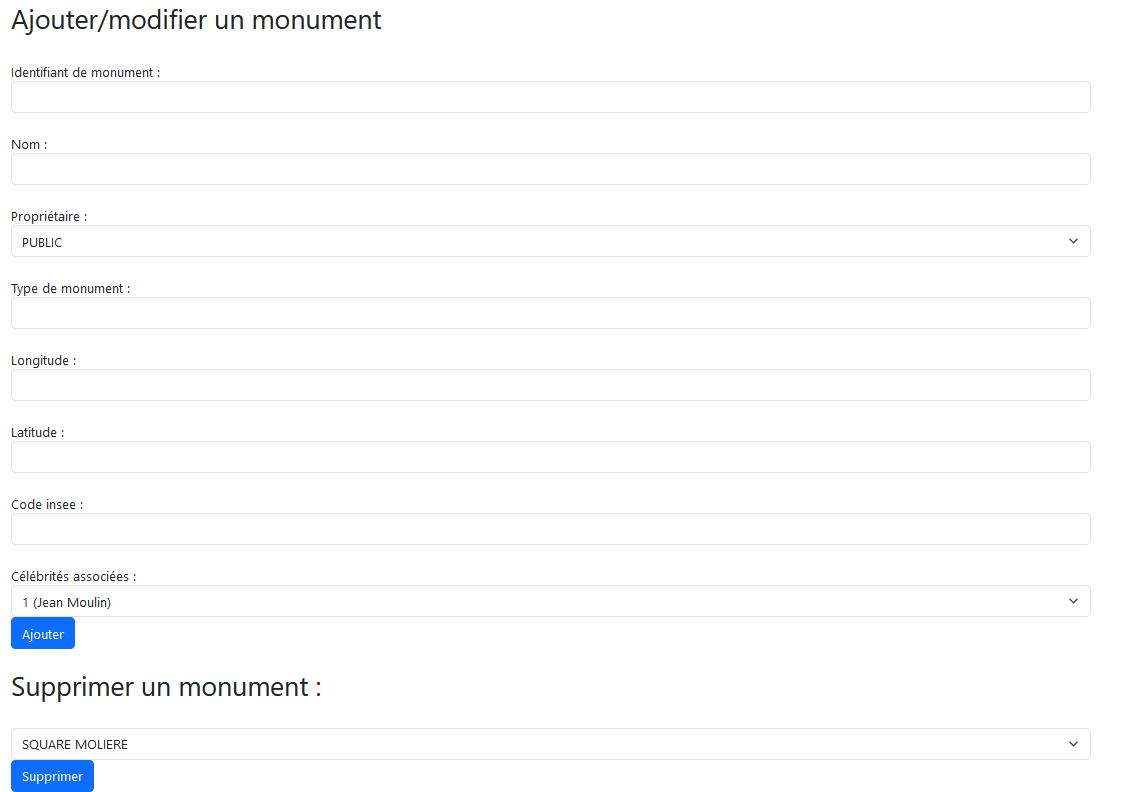 Ajouter/modifier un monument
Identifiant de monument :
Nom :
Propriétaire :
PUBLIC
Type de monument :
Longitude :
Latitude :
Code insee :
Célébrités associées :
1 (Jean Moulin)
Ajouter
Supprimer un monument :
SQUARE MOLIERE
Supprimer